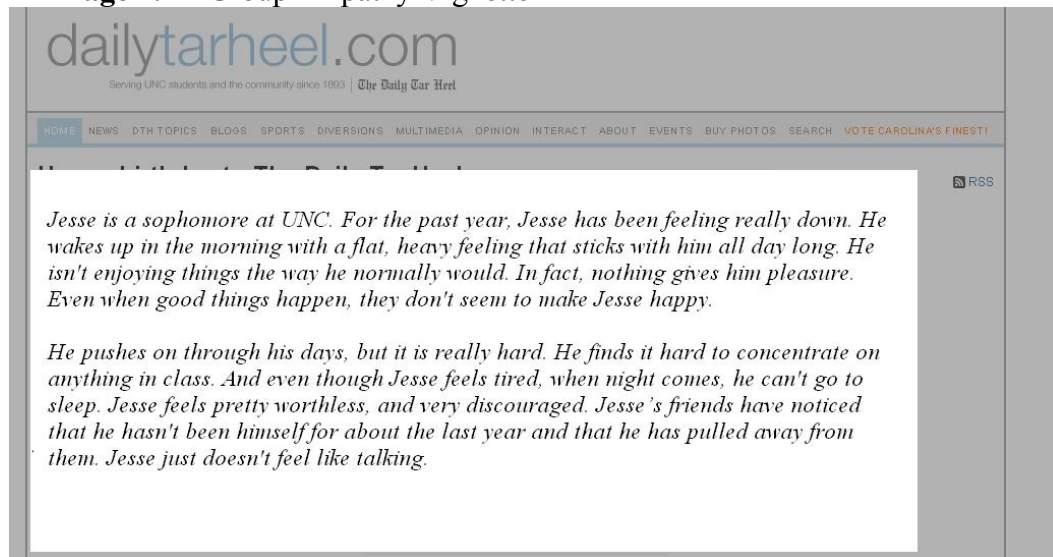 dailytarheel.com
Serving UNC students and the community since 1893 | The Daily Tar Heel
HOME NEWS DTH TOPICS BLOGS SPORTS DIVERSIONS MULTIMEDIA OPINION INTERACT ABOUT EVENTS BUY PHOTOS SEARCH VOTE CAROLINA'S FINEST!
RSS
Jesse is a sophomore at UNC. For the past year, Jesse has been feeling really down. He
wakes up in the morning with a flat, heavy feeling that sticks with him all day long. He
isn't enjoying things the way he normally would. In fact, nothing gives him pleasure.
Even when good things happen, they don't seem to make Jesse happy.
He pushes on through his days, but it is really hard. He finds it hard to concentrate on
anything in class. And even though Jesse feels tired, when night comes, he can't go to
sleep. Jesse feels pretty worthless, and very discouraged. Jesse's friends have noticed
that he hasn't been himself for about the last year and that he has pulled away from
them. Jesse just doesn't feel like talking.